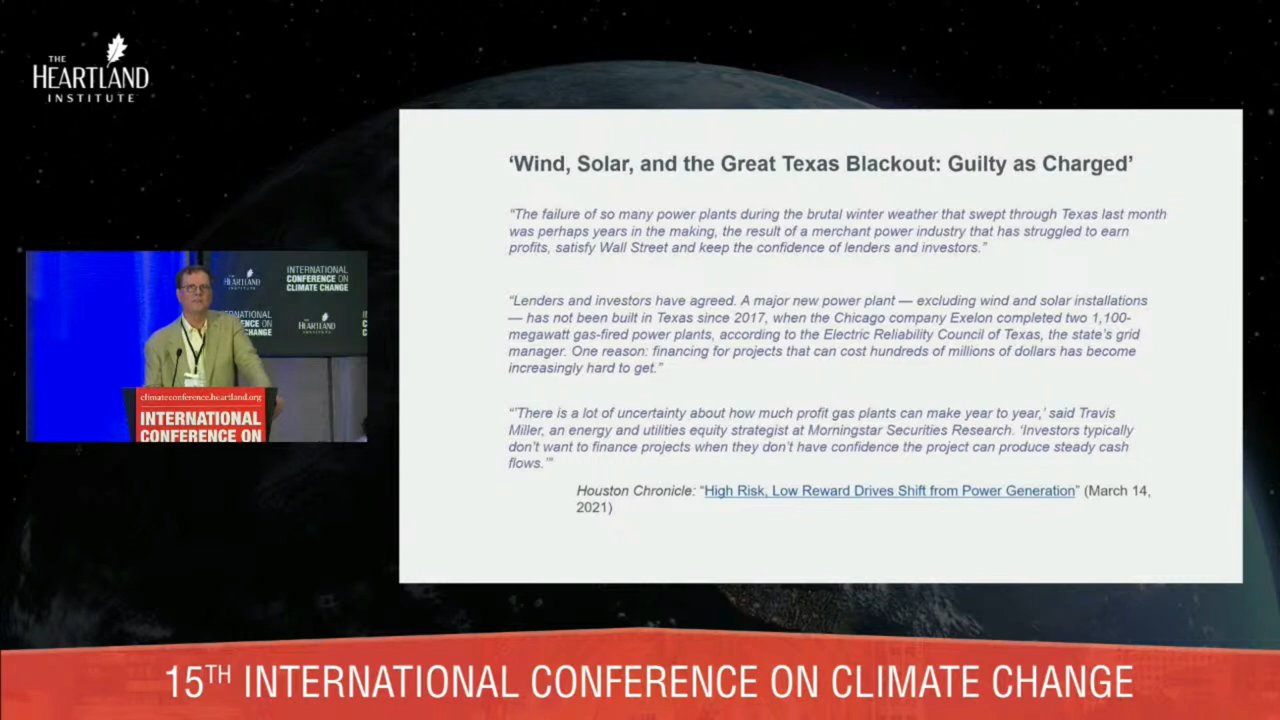 THE
HEARTLAND
INSTITUTE
'Wind, Solar, and the Great Texas Blackout: Guilty as Charged'
"The failure of so many power plants during the brutal winter weather that swept through Texas last month
was perhaps years in the making, the result of a merchant power industry that has struggled to earn
profits, satisfy Wall Street and keep the confidence of lenders and investors."
"Lenders and investors have agreed. A major new power plant — excluding wind and solar installations
— has not been built in Texas since 2017, when the Chicago company Exelon completed two 1,100-
megawatt gas-fired power plants, according to the Electric Reliability Council of Texas, the state's grid
manager. One reason: financing for projects that can cost hundreds of millions of dollars has become
increasingly hard to get."
"'There is a lot of uncertainty about how much profit gas plants can make year to year,' said Travis
Miller, an energy and utilities equity strategist at Morningstar Securities Research. 'Investors typically
don't want to finance projects when they don't have confidence the project can produce steady cash
flows.'"
Houston Chronicle: "High Risk, Low Reward Drives Shift from Power Generation" (March 14,
2021)
THE
HEARTLAND
INSTITUTE
INTERNATIONAL
CONFERENCE ON
CLIMATE CHANGE
CONFERENCE ON
CLIMATE CHANGE
THE
HEARTLAND
INSTITUTE
climateconference.heartland.org
INTERNATIONAL
CONFERENCE ON
15TH INTERNATIONAL CONFERENCE ON CLIMATE CHANGE